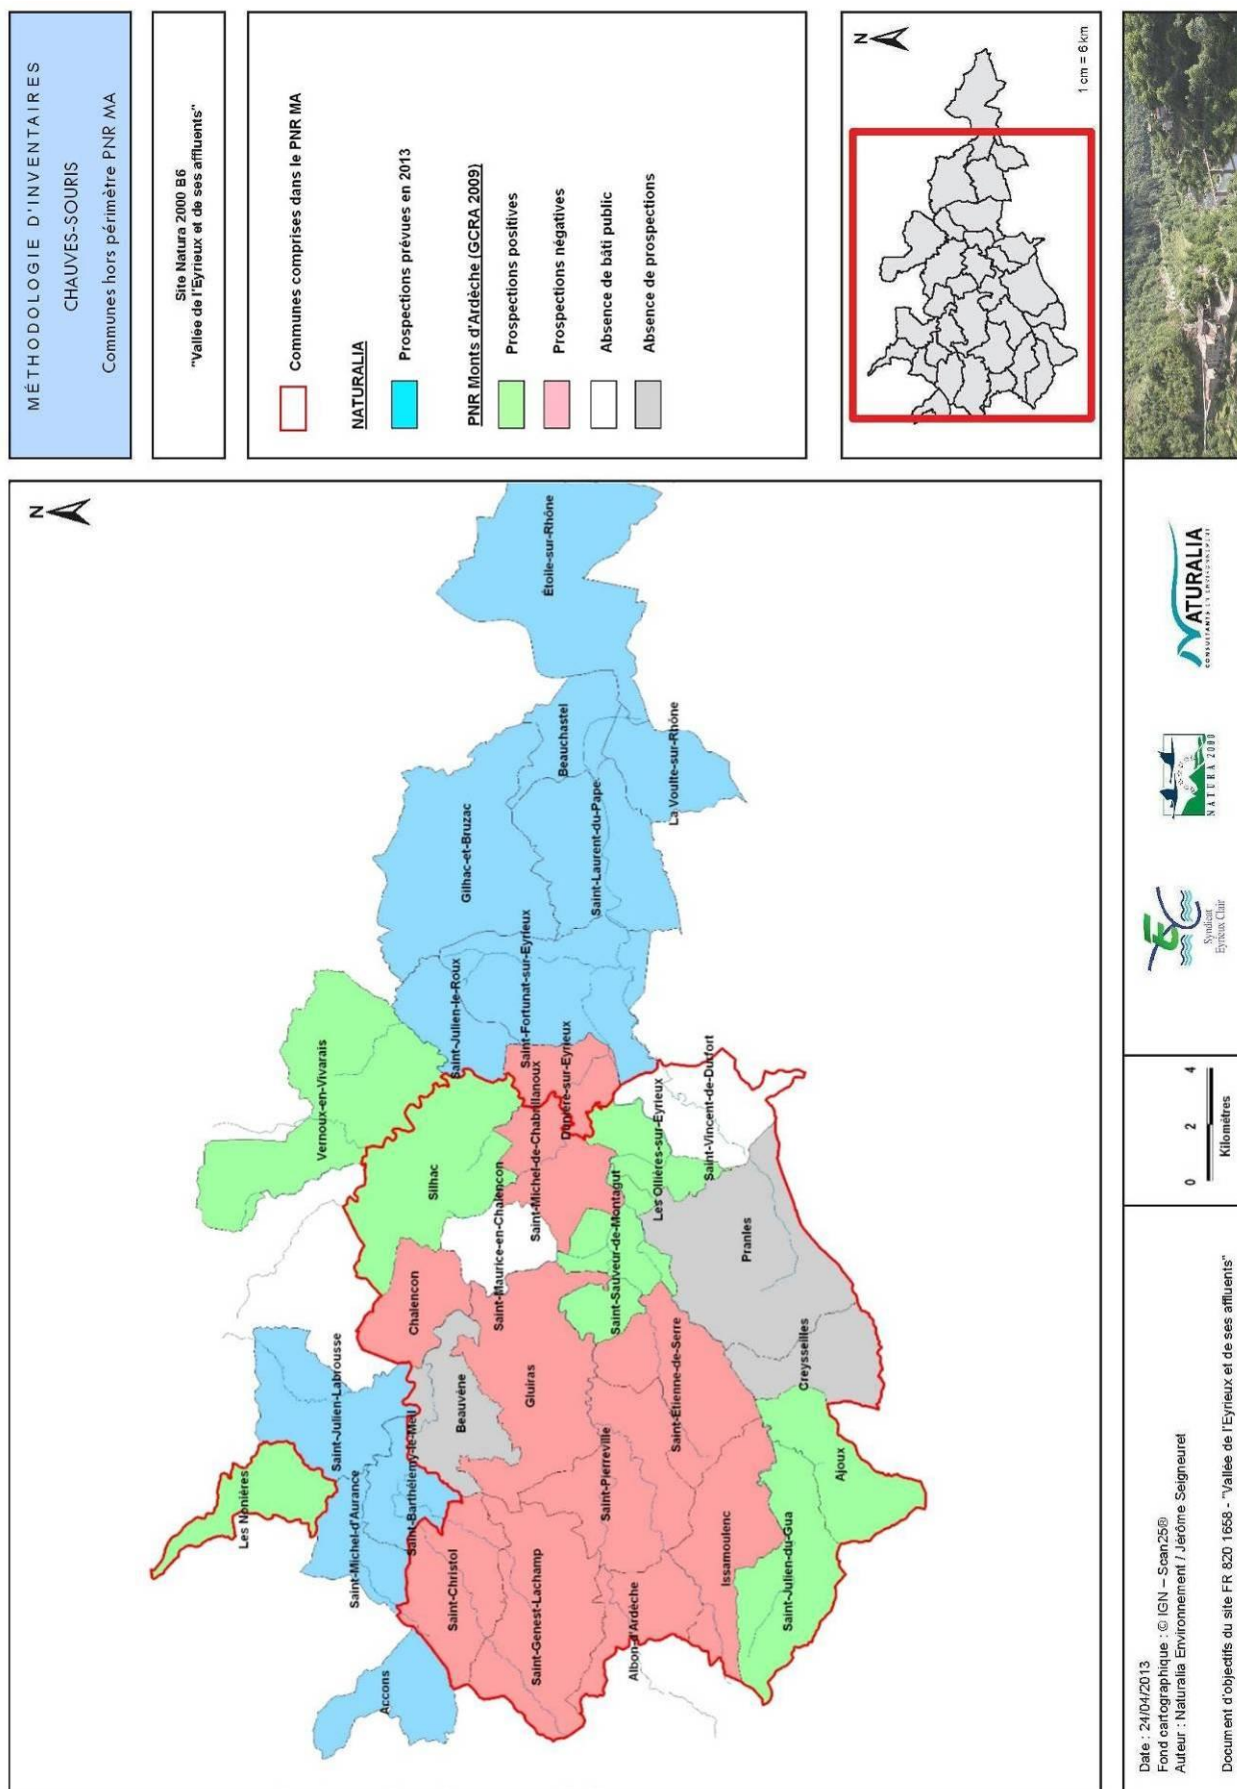 MÉTHODOLOGIE D'INVENTAIRES
CHAUVES-SOURIS
Communes hors périmètre PNR MA
Site Natura 2000 B6
"Vallée de l'Eyrieux et de ses affluents"
Communes comprises dans le PNR MA
NATURALIA
Prospections prévues en 2013
PNR Monts d'Ardèche (GCRA 2009)
Prospections positives
Prospections négatives
Absence de bâti public
Absence de prospections
N
1 cm = 6 km
N
Étoile-sur-Rhône
Beauchastel
La Voulte-sur-Rhône
Gilhac-et-Bruzac
Saint-Laurent-du-Pape
Saint-Julien-le-Roux
Saint-Fortunat-sur-Eyrieux
Vernoux-en-Vivarais
Dunière-sur-Eyrieux
Silhac
Saint-Michel-de-Chabrillanoux
Les Ollières-sur-Eyrieux
Saint-Vincent-de-Durfort
Saint-Maurice-en-Chalencon
Saint-Sauveur-de-Montagut
Pranles
Chalencon
Creysseilles
Saint-Julien-Labrousse
Beauvène
Gluiras
Saint-Etienne-de-Serre
Les Nonières
Saint-Barthélemy-le-Meil
Saint-Pierreville
Ajoux
Saint-Michel-d'Aurance
Saint-Christol
Saint-Genest-Lachamp
Issamoulenc
Saint-Julien-du-Gua
Albon-d'Ardèche
Accons
NATURALIA
CONSULTANTS EN ENVIRONNEMENT
NATURA 2000
Syndicat
Eyrieux Clair
0 2 4
Kilomètres
Date : 24/04/2013
Fond cartographique : © IGN – Scan25®
Auteur : Naturalia Environnement / Jérôme Seigneuret
Document d'objectifs du site FR 820 1658 - "Vallée de l'Eyrieux et de ses affluents"